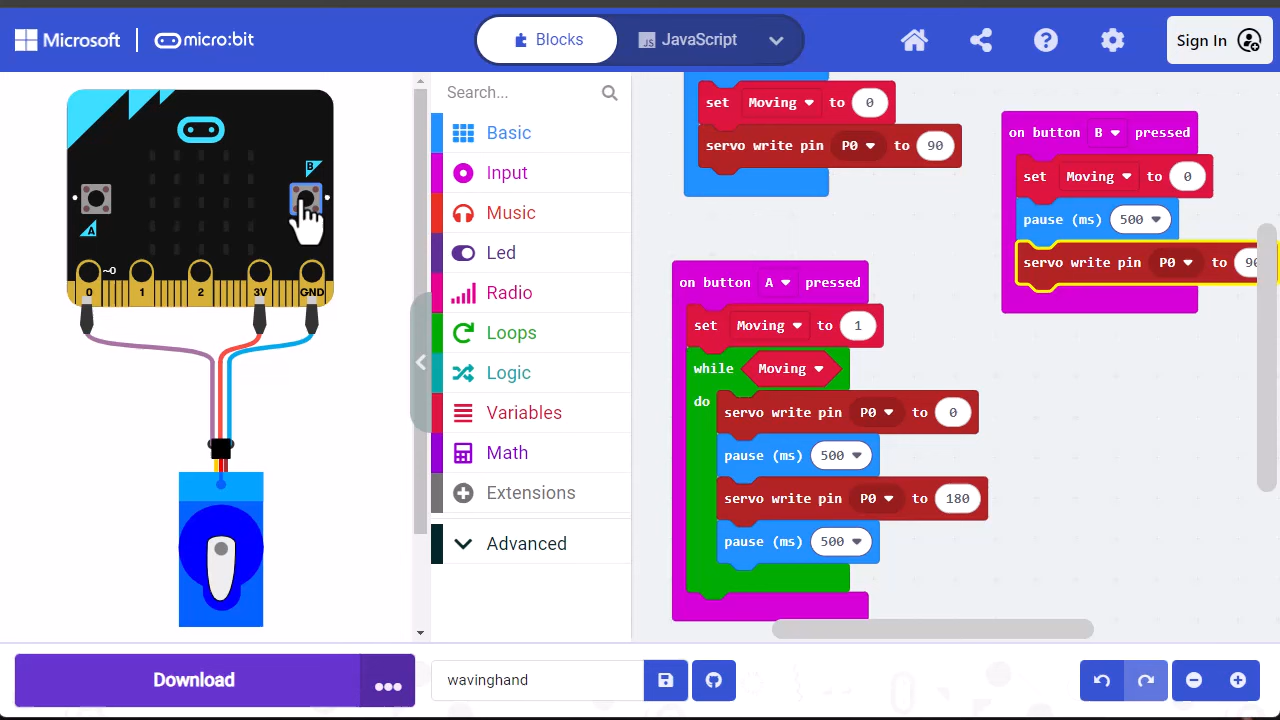 Microsoft
micro:bit
Blocks
JS
JavaScript
Sign In
B
A
~0
0 1 2 3V GND
Download
Search...
Basic
Input
Music
Led
Radio
Loops
Logic
Variables
Math
Extensions
Advanced
wavinghand
set Moving to 0
servo write pin P0 to 90
on button A pressed
set Moving to 1
while Moving
do
servo write pin P0 to 0
pause (ms) 500
servo write pin P0 to 180
pause (ms) 500
on button B pressed
set Moving to 0
pause (ms) 500
servo write pin P0 to 90